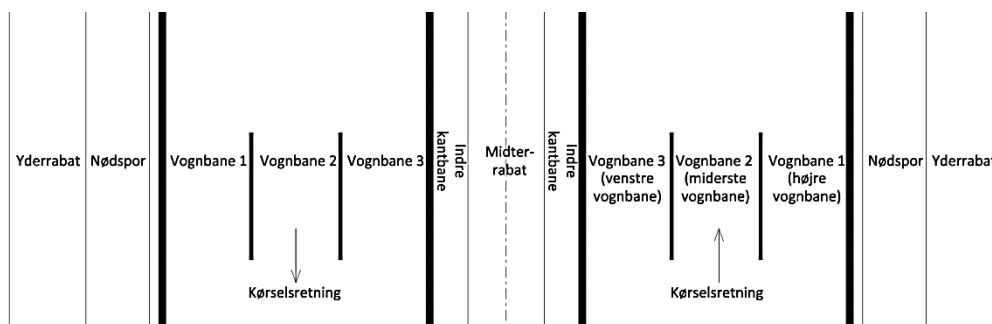 Yderrabat
Nødspor
Vognbane 1
Vognbane 2
Vognbane 3
Indre
kantbane
Midter-
rabat
Indre
kantbane
Vognbane 3
(venstre
vognbane)
Vognbane 2
(miderste
vognbane)
Vognbane 1
(højre
vognbane)
Nødspor
Yderrabat
Kørselsretning
Kørselsretning